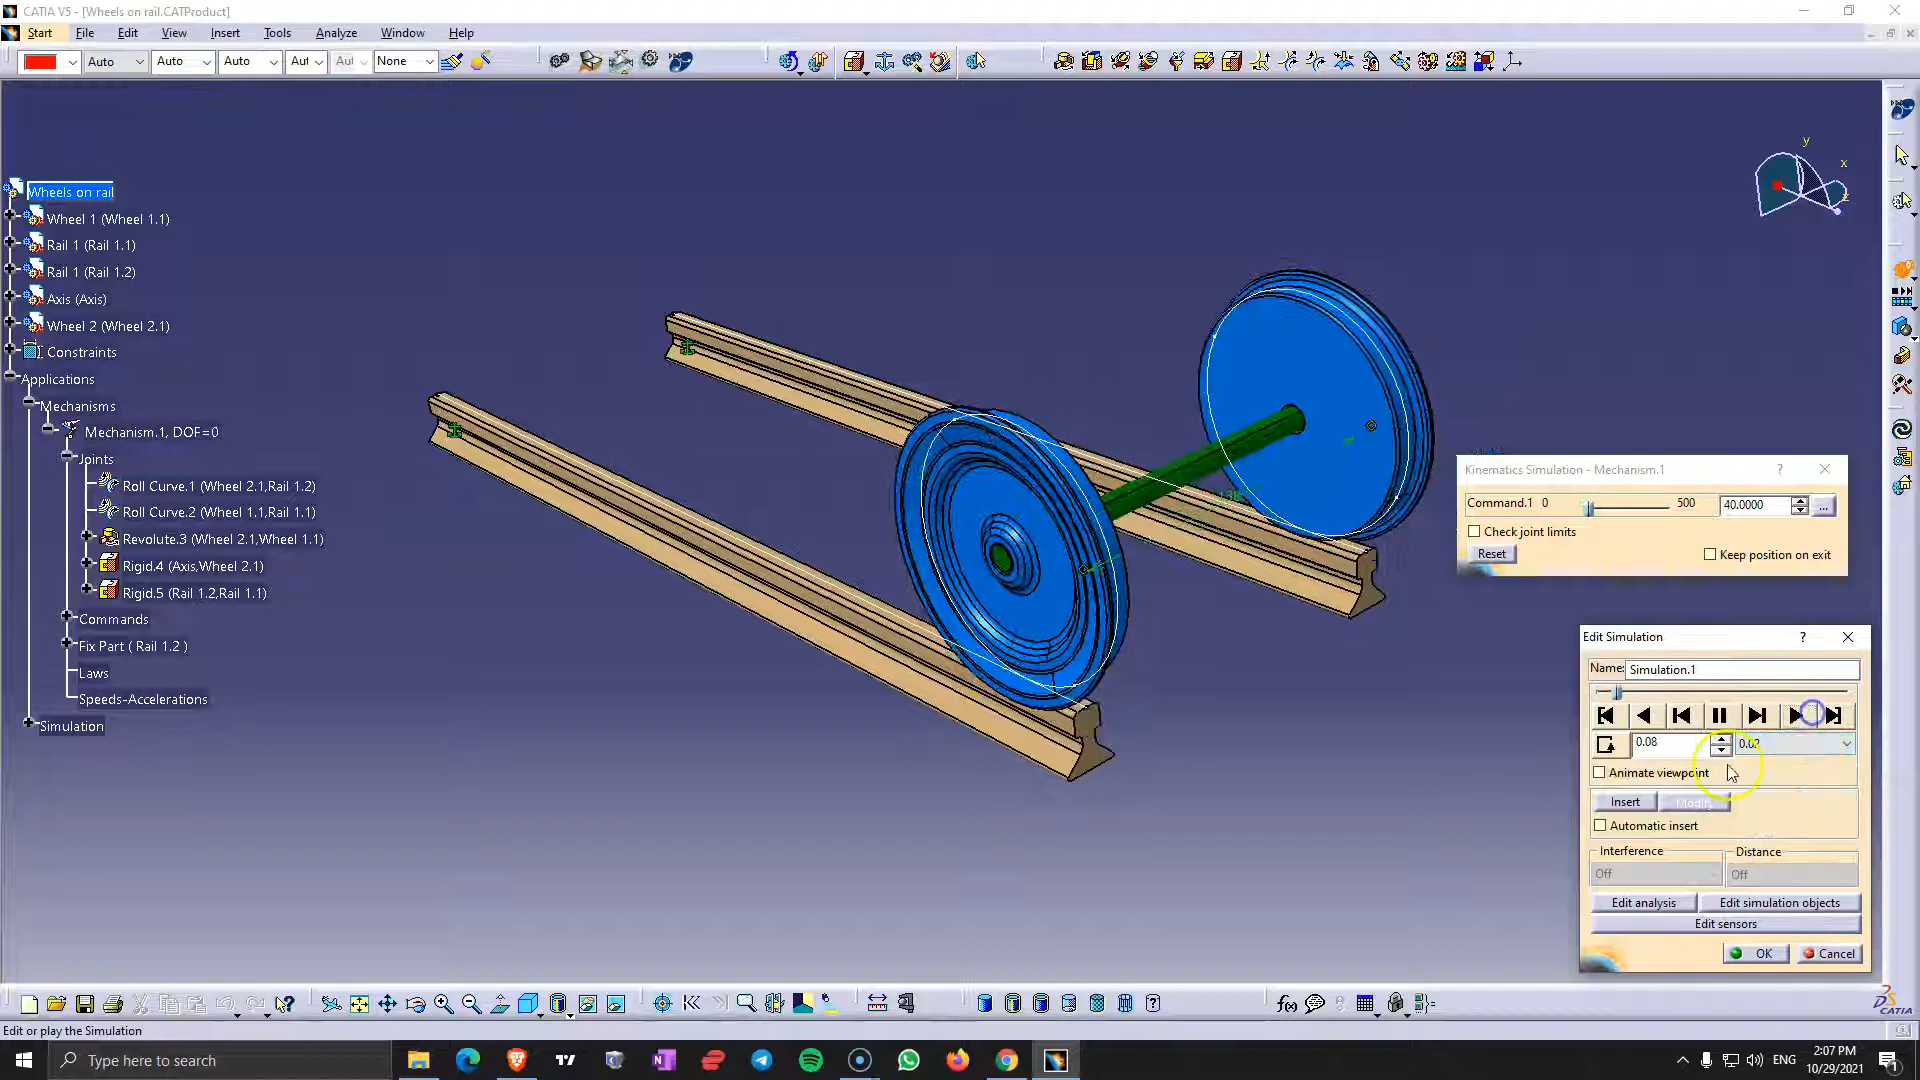 CATIA V5 - [Wheels on rail.CATProduct]
Start File Edit View Insert Tools Analyze Window Help
Auto Auto Auto Aut Aut None
Wheels on rail
Wheel 1 (Wheel 1.1)
Rail 1 (Rail 1.1)
Rail 1 (Rail 1.2)
Axis (Axis)
Wheel 2 (Wheel 2.1)
Constraints
Applications
Mechanisms
Mechanism.1, DOF=0
Joints
Roll Curve.1 (Wheel 2.1,Rail 1.2)
Roll Curve.2 (Wheel 1.1,Rail 1.1)
Revolute.3 (Wheel 2.1,Wheel 1.1)
Rigid.4 (Axis,Wheel 2.1)
Rigid.5 (Rail 1.2,Rail 1.1)
Commands
Fix Part ( Rail 1.2 )
Laws
Speeds-Accelerations
Simulation
y
x
z
Kinematics Simulation - Mechanism.1 ?
Command.1 0 500 40.0000 ...
Check joint limits
Reset Keep position on exit
Edit Simulation ?
Name: Simulation.1
0.08 0.02
Animate viewpoint
Insert Modify
Automatic insert
Interference Distance
Off Off
Edit analysis Edit simulation objects
Edit sensors
OK Cancel
f(x)
CATIA
Edit or play the Simulation
Type here to search
ENG
2:07 PM
10/29/2021
1